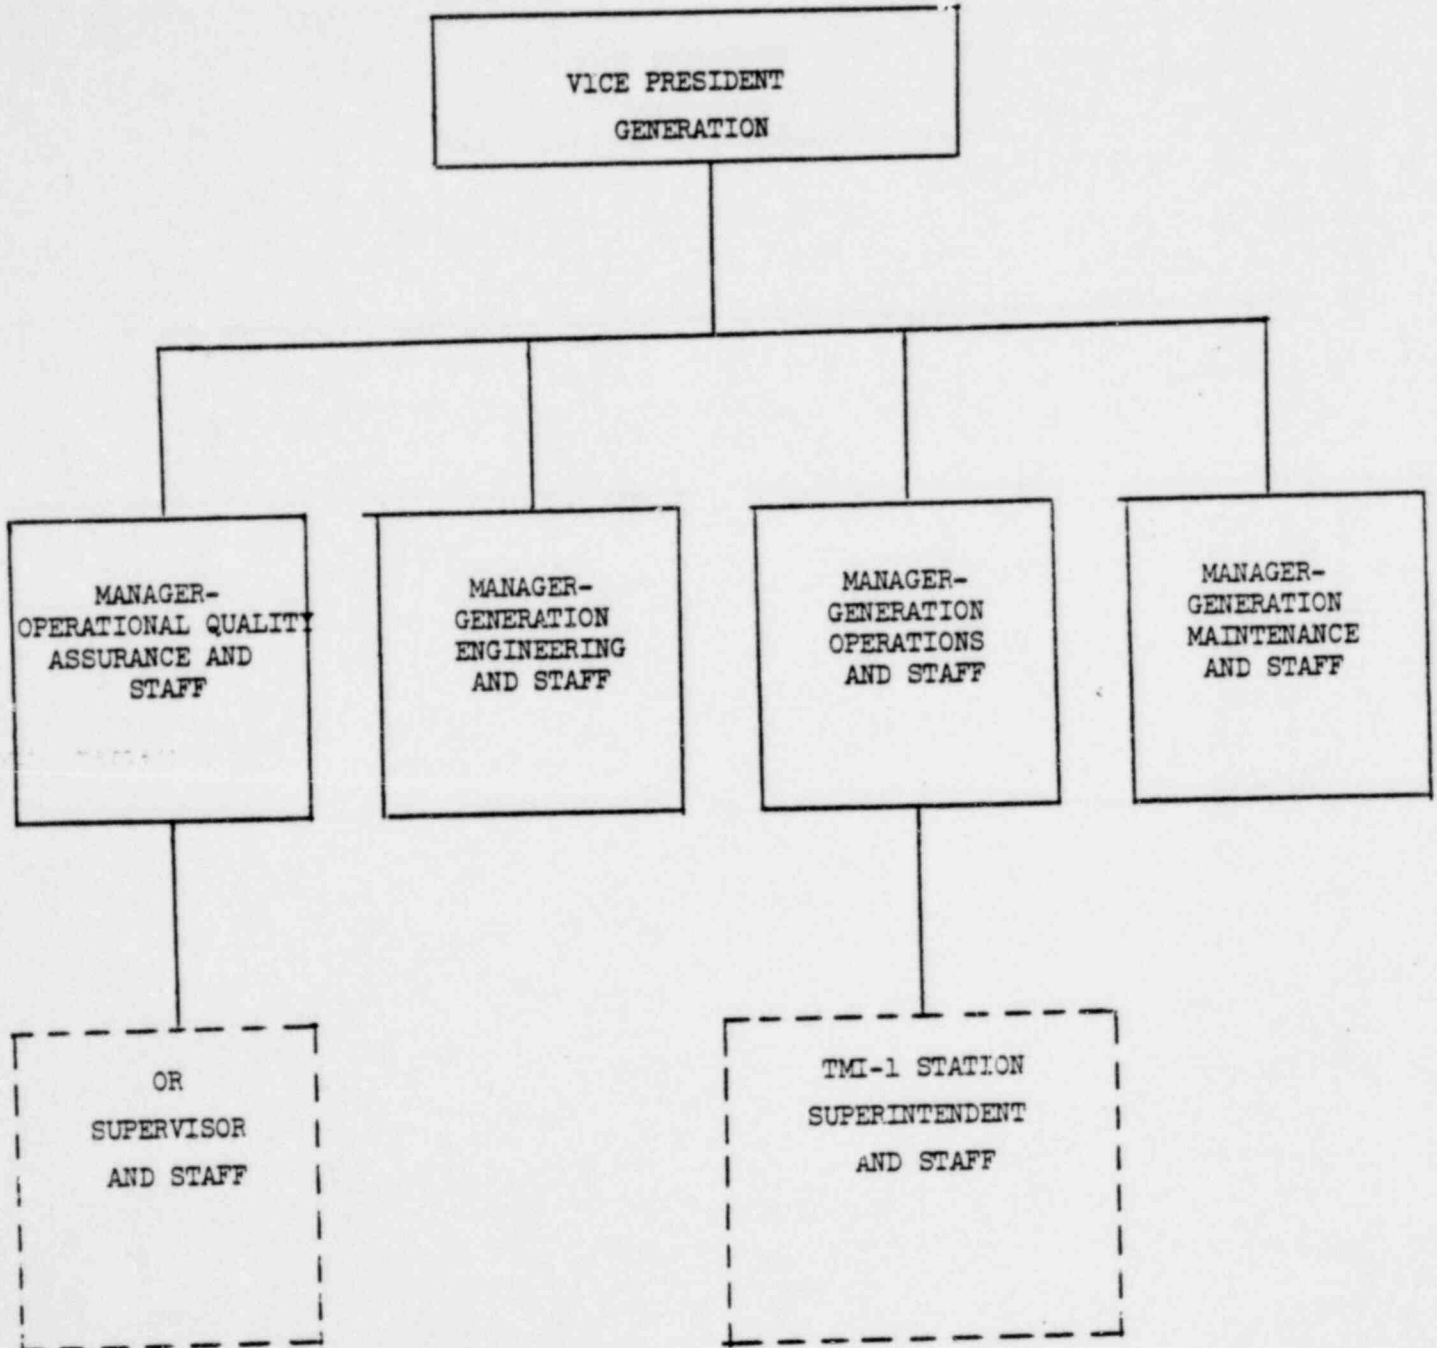 VICE PRESIDENT
GENERATION
MANAGER-
OPERATIONAL QUALITY
ASSURANCE AND
STAFF
MANAGER-
GENERATION
ENGINEERING
AND STAFF
MANAGER-
GENERATION
OPERATIONS
AND STAFF
MANAGER-
GENERATION
MAINTENANCE
AND STAFF
OR
SUPERVISOR
AND STAFF
TMI-1 STATION
SUPERINTENDENT
AND STAFF